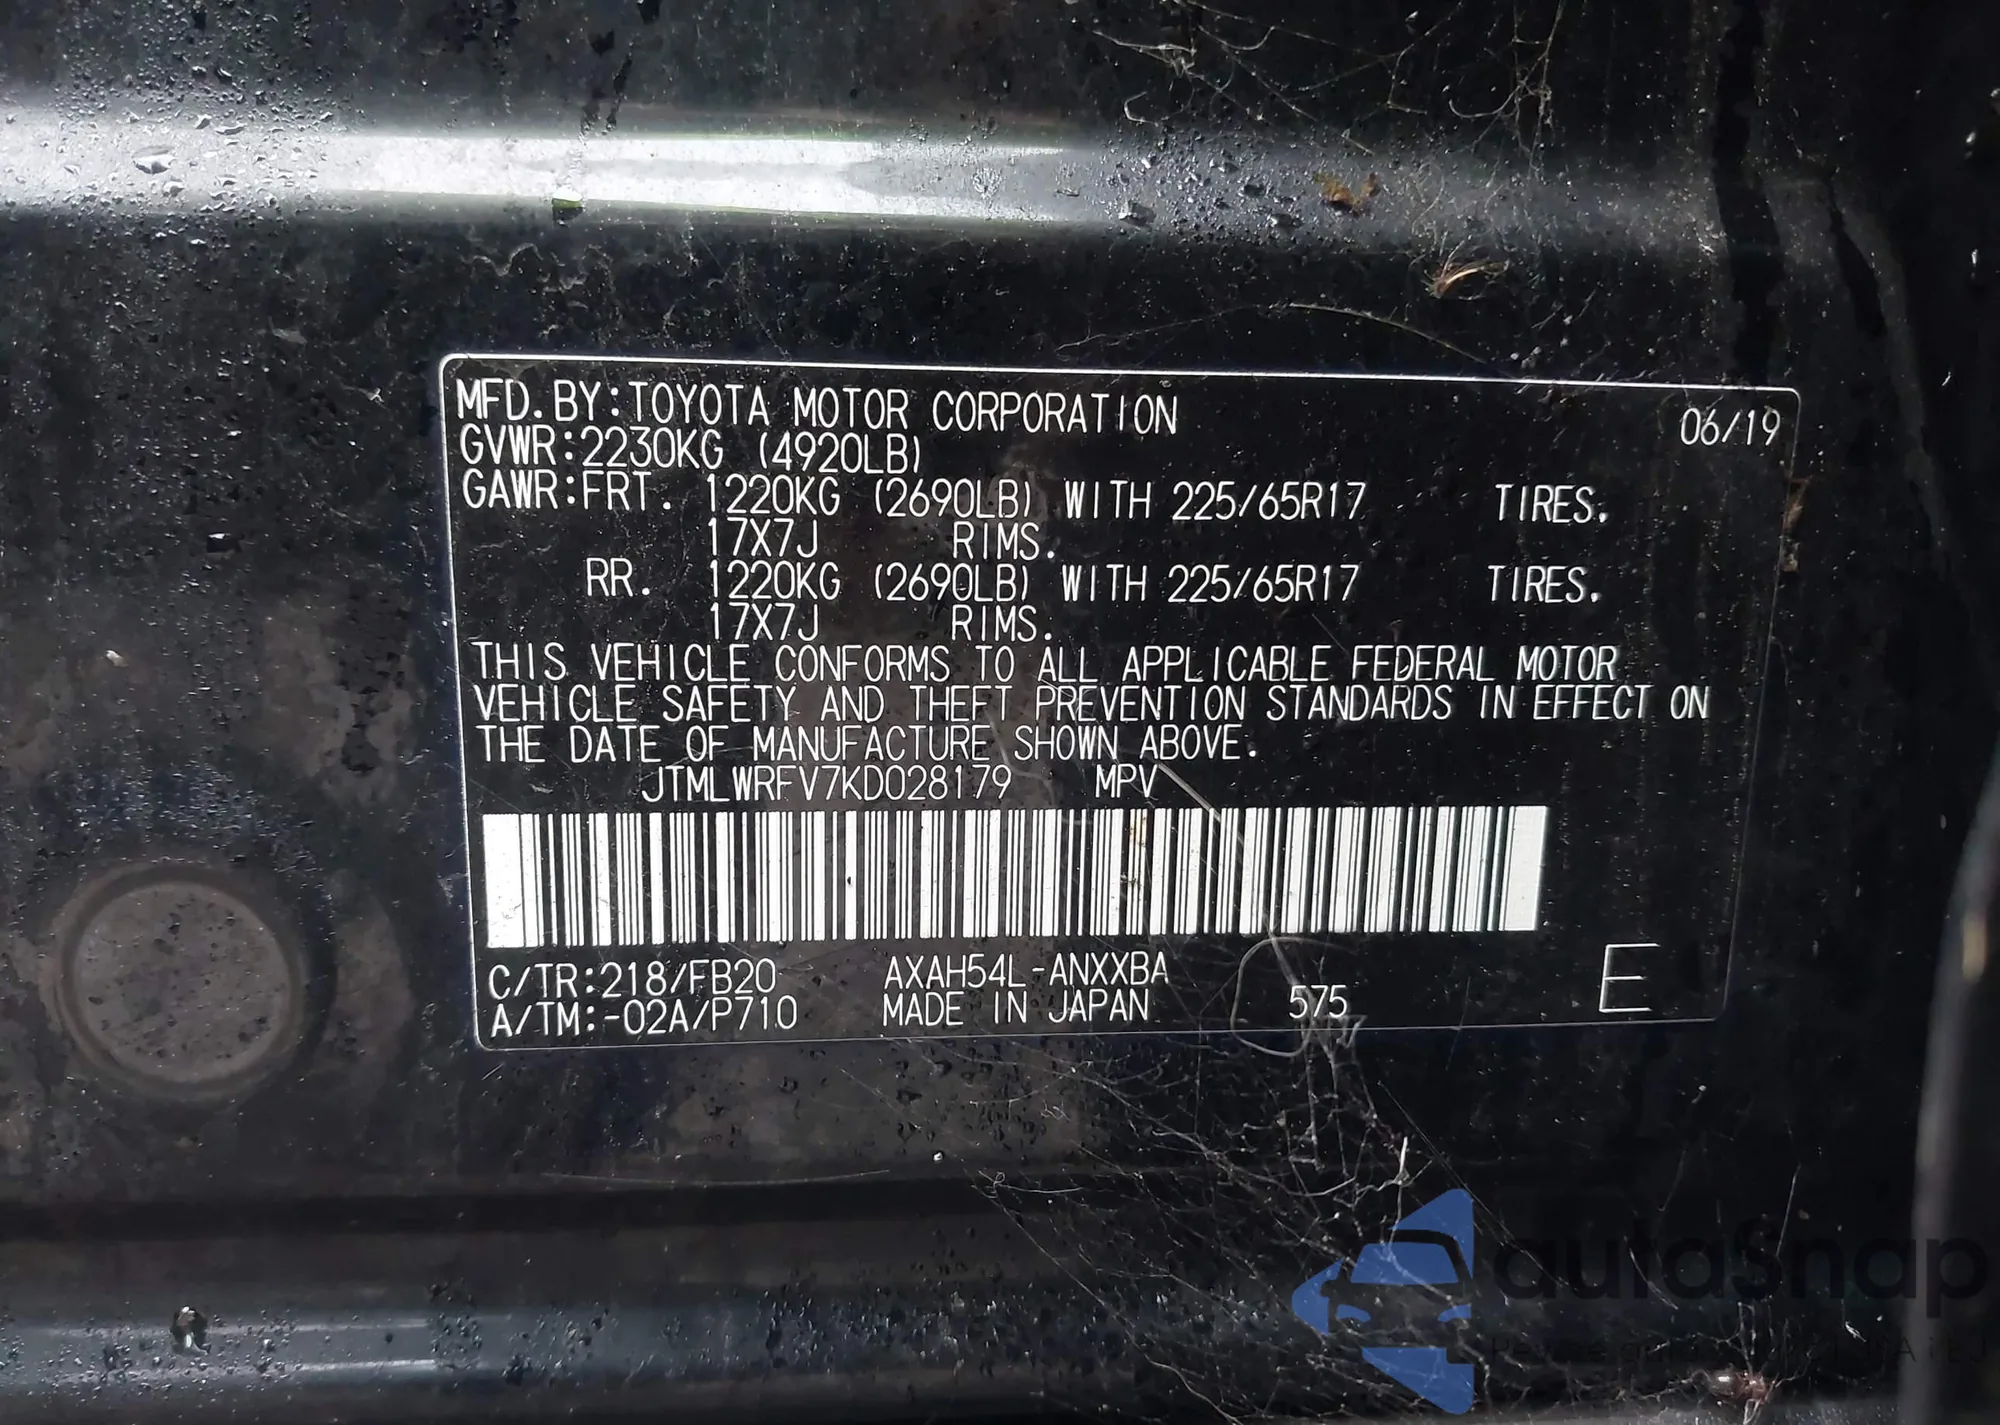 MFD. BY:TOYOTA MOTOR CORPORATION 06/19
GVWR:2230KG (4920LB)
GAWR:FRT. 1220KG (2690LB) WITH 225/65R17 TIRES.
17X7J RIMS.
RR. 1220KG (2690LB) WITH 225/65R17 TIRES.
17X7J RIMS.
THIS VEHICLE CONFORMS TO ALL APPLICABLE FEDERAL MOTOR
VEHICLE SAFETY AND THEFT PREVENTION STANDARDS IN EFFECT ON
THE DATE OF MANUFACTURE SHOWN ABOVE.
JTMLWRFV7KD028179 MPV
C/TR:218/FB20 AXAH54L-ANXXBA E
A/TM:-02A/P710 MADE IN JAPAN 575
autaSnap